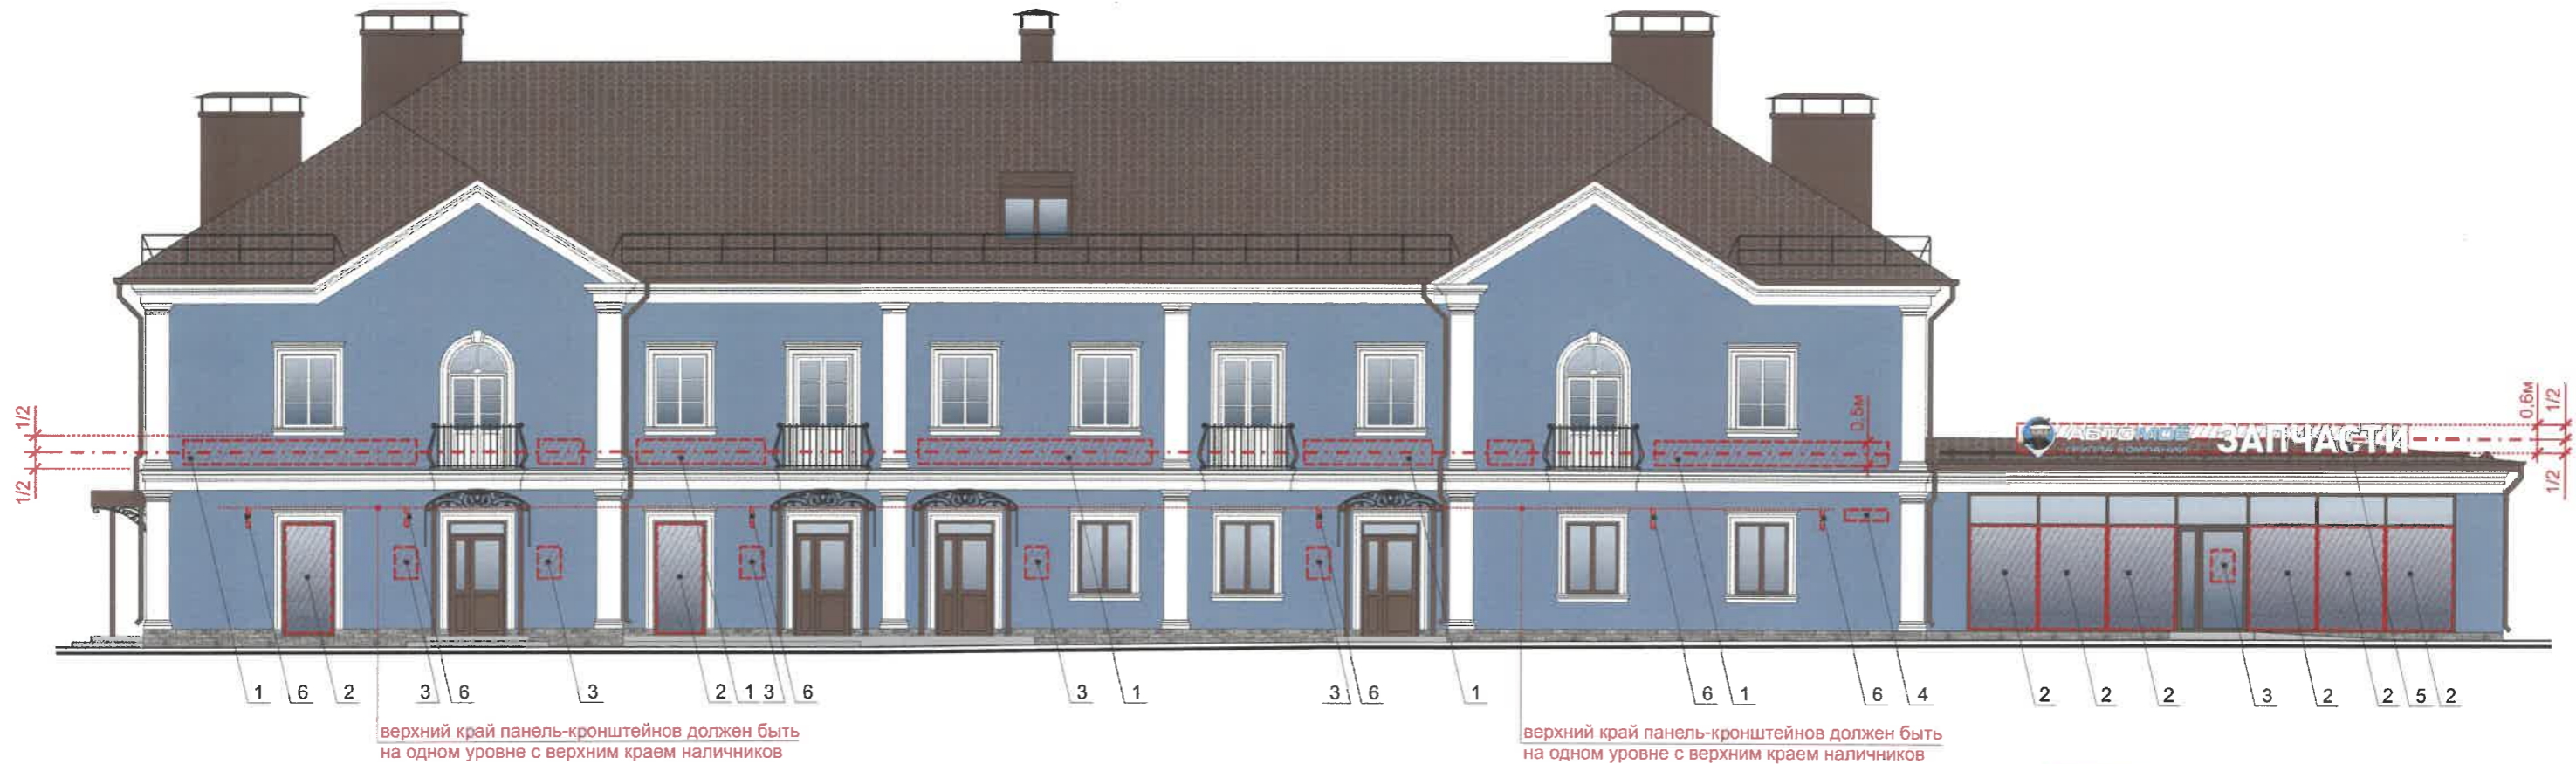 1/2
1/2
0,5м
0,6м
1/2
1/2
АВТОМОЁ ЗАПЧАСТИ
1 6 2 3 6 3 2 1 3 6 3 1 3 6 1 6 1 6 4 2 2 2 3 2 2 5 2
верхний край панель-кронштейнов должен быть
на одном уровне с верхним краем наличников
верхний край панель-кронштейнов должен быть
на одном уровне с верхним краем наличников